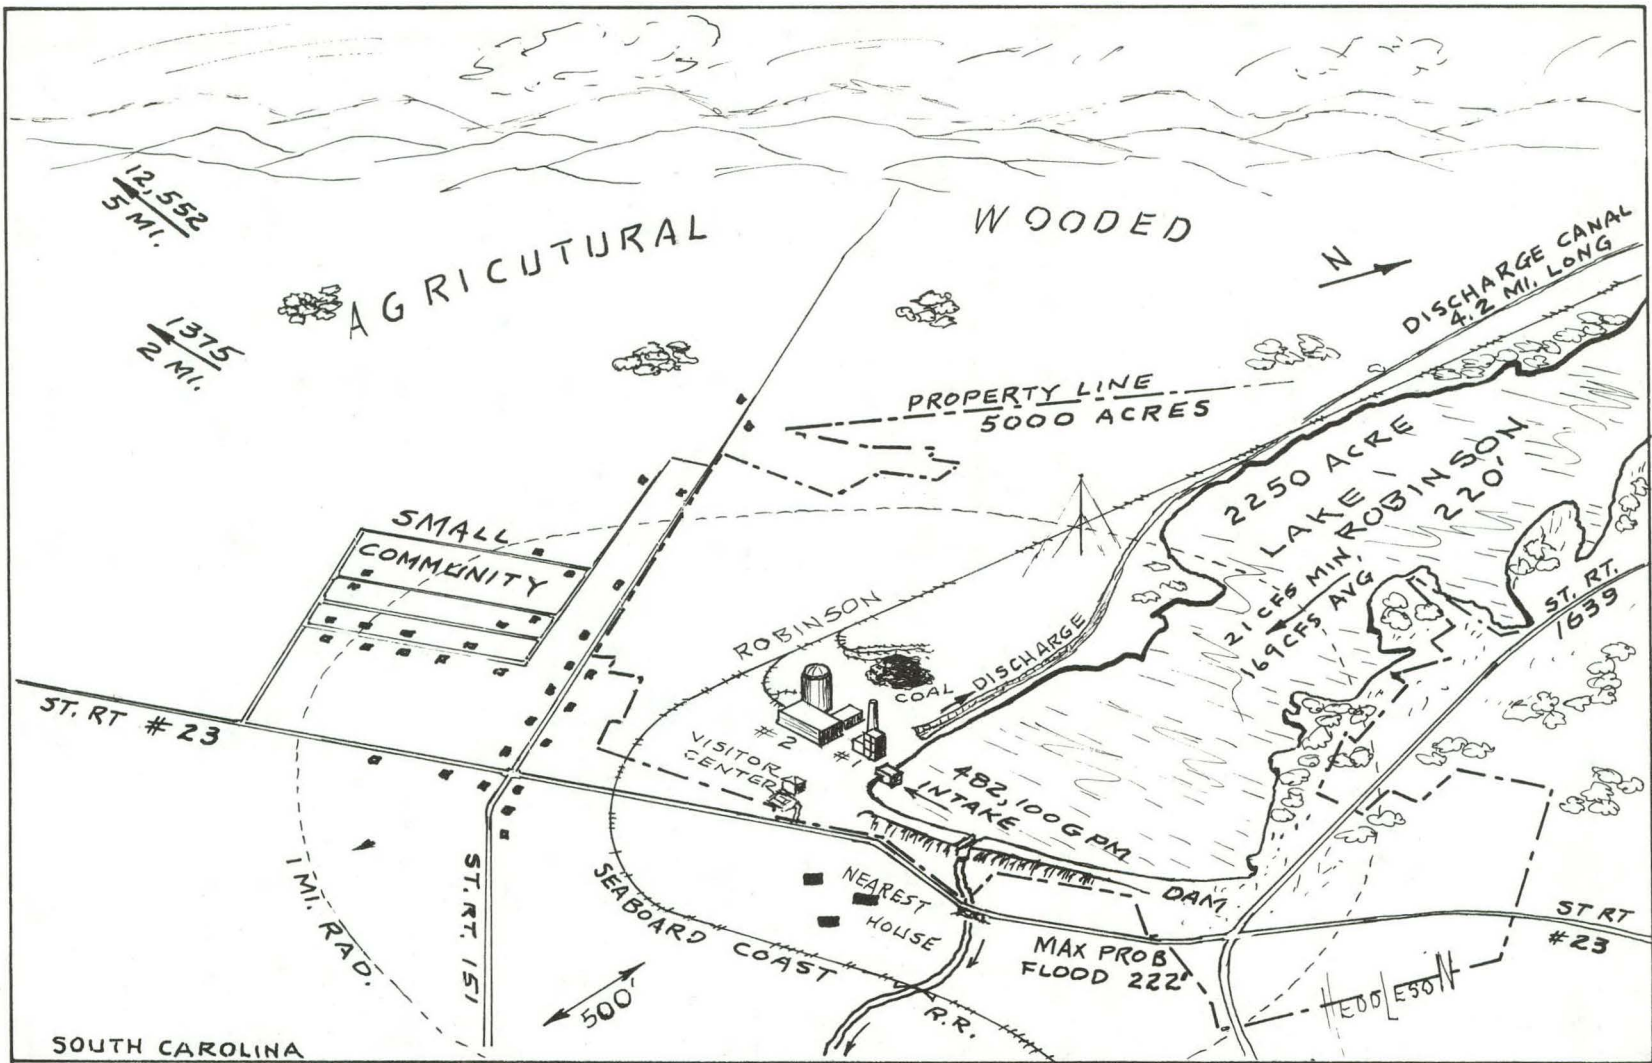 12,552
5 MI.
AGRICUTURAL
WOODED
N
DISCHARGE CANAL
4.2 MI. LONG
1375
2 MI.
PROPERTY LINE
5000 ACRES
2250 ACRE
LAKE
ROBINSON
220'
21 CFS MIN,
169 CFS AVG
ST. RT.
1639
SMALL
COMMUNITY
ROBINSON
COAL
DISCHARGE
#2
#1
VISITOR
CENTER
ST. RT #23
482,100 GPM
INTAKE
DAM
NEAREST
HOUSE
SEABOARD COAST R.R.
1 MI. RAD.
ST. RT. 151
500'
MAX PROB
FLOOD 222'
ST RT
#23
HEDDLESON
SOUTH CAROLINA